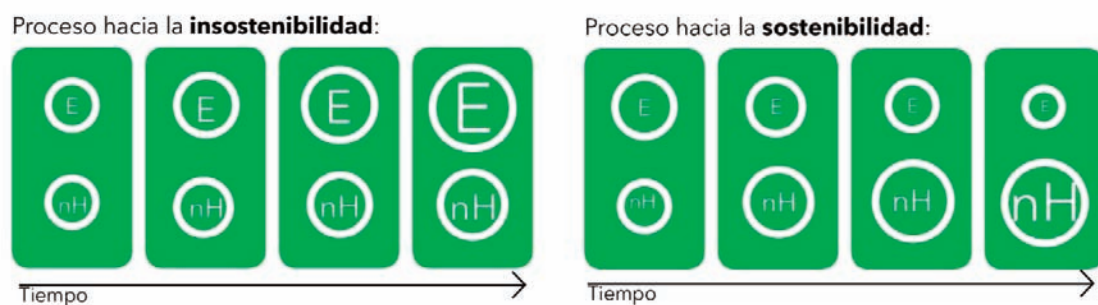 Proceso hacia la insostenibilidad:
E E E E
nH nH nH nH
Tiempo
Proceso hacia la sostenibilidad:
E E E E
nH nH nH nH
Tiempo